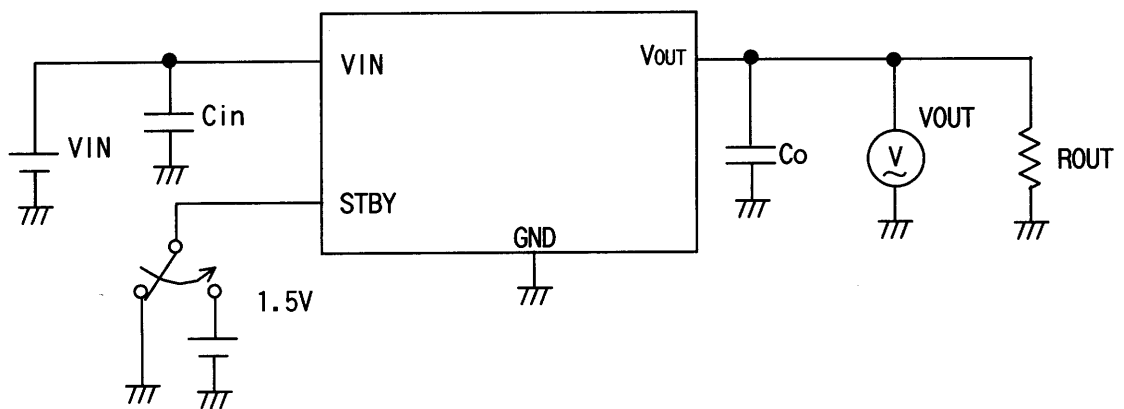 VIN
VOUT
Cin
VOUT
VIN
V
Co
ROUT
STBY
GND
1.5V